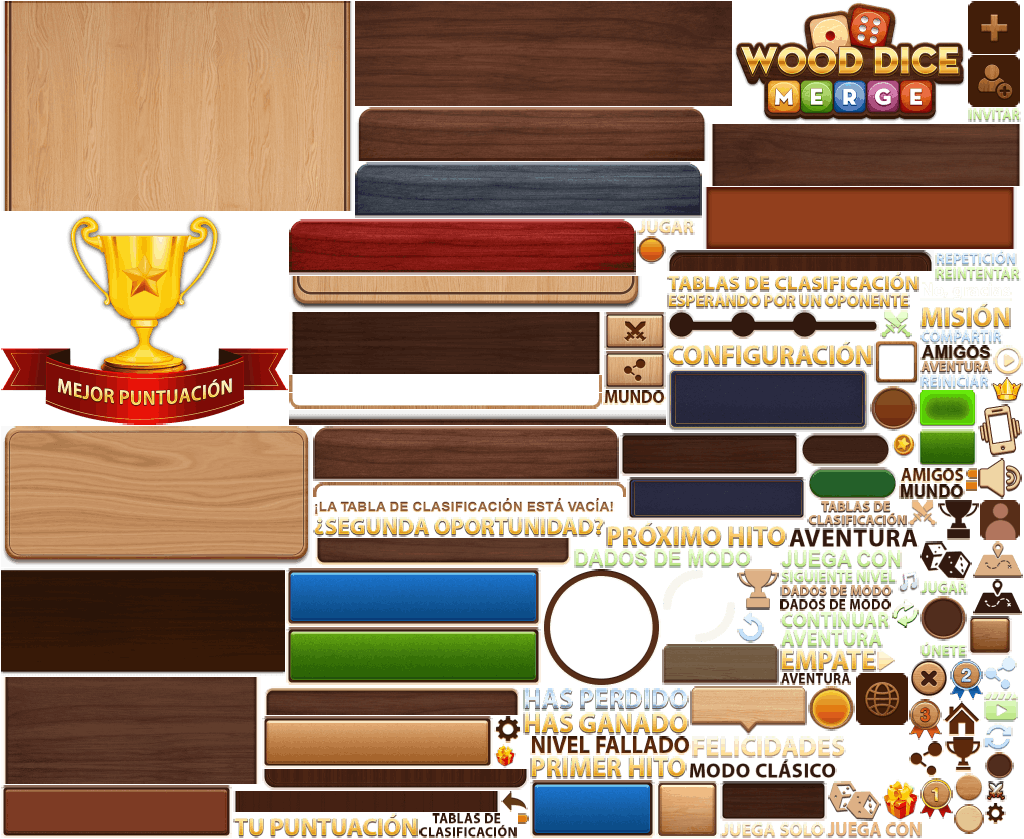 WOOD DICE
MERGE
INVITAR
JUGAR
REPETICIÓN
REINTENTAR
TABLAS DE CLASIFICACIÓN
ESPERANDO POR UN OPONENTE
MISIÓN
COMPARTIR
CONFIGURACIÓN
AMIGOS
AVENTURA
REINICIAR
MUNDO
MEJOR PUNTUACIÓN
AMIGOS
MUNDO
¡LA TABLA DE CLASIFICACIÓN ESTÁ VACÍA!
¿SEGUNDA OPORTUNIDAD?
TABLAS DE
CLASIFICACIÓN
PRÓXIMO HITO
AVENTURA
DADOS DE MODO
JUEGA CON
SIGUIENTE NIVEL
DADOS DE MODO
DADOS DE MODO
JUGAR
CONTINUAR
AVENTURA
ÚNETE
EMPATE
AVENTURA
2
HAS PERDIDO
HAS GANADO
3
NIVEL FALLADO
FELICIDADES
PRIMER HITO
MODO CLÁSICO
1
TU PUNTUACIÓN
TABLAS DE
CLASIFICACIÓN
JUEGA SOLO
JUEGA CON